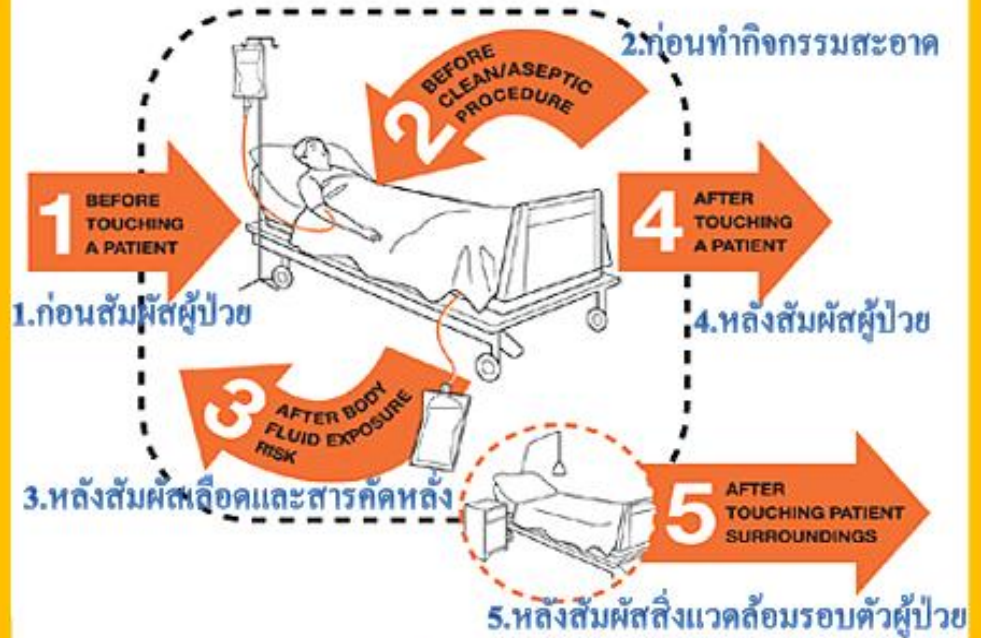 2.ก่อนทำกิจกรรมสะอาด
2
BEFORE
CLEAN/ASEPTIC
PROCEDURE
1
BEFORE
TOUCHING
A PATIENT
1.ก่อนสัมผัสผู้ป่วย
4
AFTER
TOUCHING
A PATIENT
4.หลังสัมผัสผู้ป่วย
3
AFTER BODY
FLUID EXPOSURE
RISK
3.หลังสัมผัสเลือดและสารคัดหลั่ง
5
AFTER
TOUCHING PATIENT
SURROUNDINGS
5.หลังสัมผัสสิ่งแวดล้อมรอบตัวผู้ป่วย